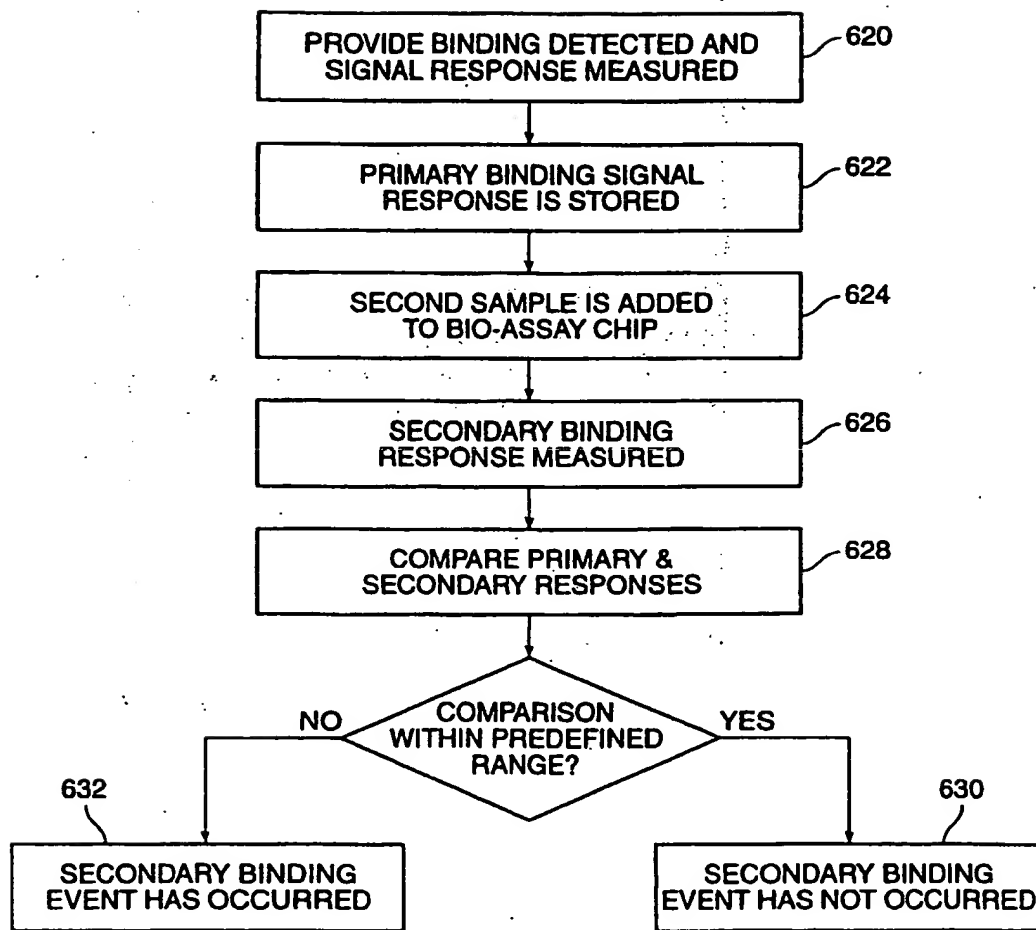 PROVIDE BINDING DETECTED AND
SIGNAL RESPONSE MEASURED
620
PRIMARY BINDING SIGNAL
RESPONSE IS STORED
622
SECOND SAMPLE IS ADDED
TO BIO-ASSAY CHIP
624
SECONDARY BINDING
RESPONSE MEASURED
626
COMPARE PRIMARY &
SECONDARY RESPONSES
628
COMPARISON
WITHIN PREDEFINED
RANGE?
NO
YES
632
SECONDARY BINDING
EVENT HAS OCCURRED
630
SECONDARY BINDING
EVENT HAS NOT OCCURRED